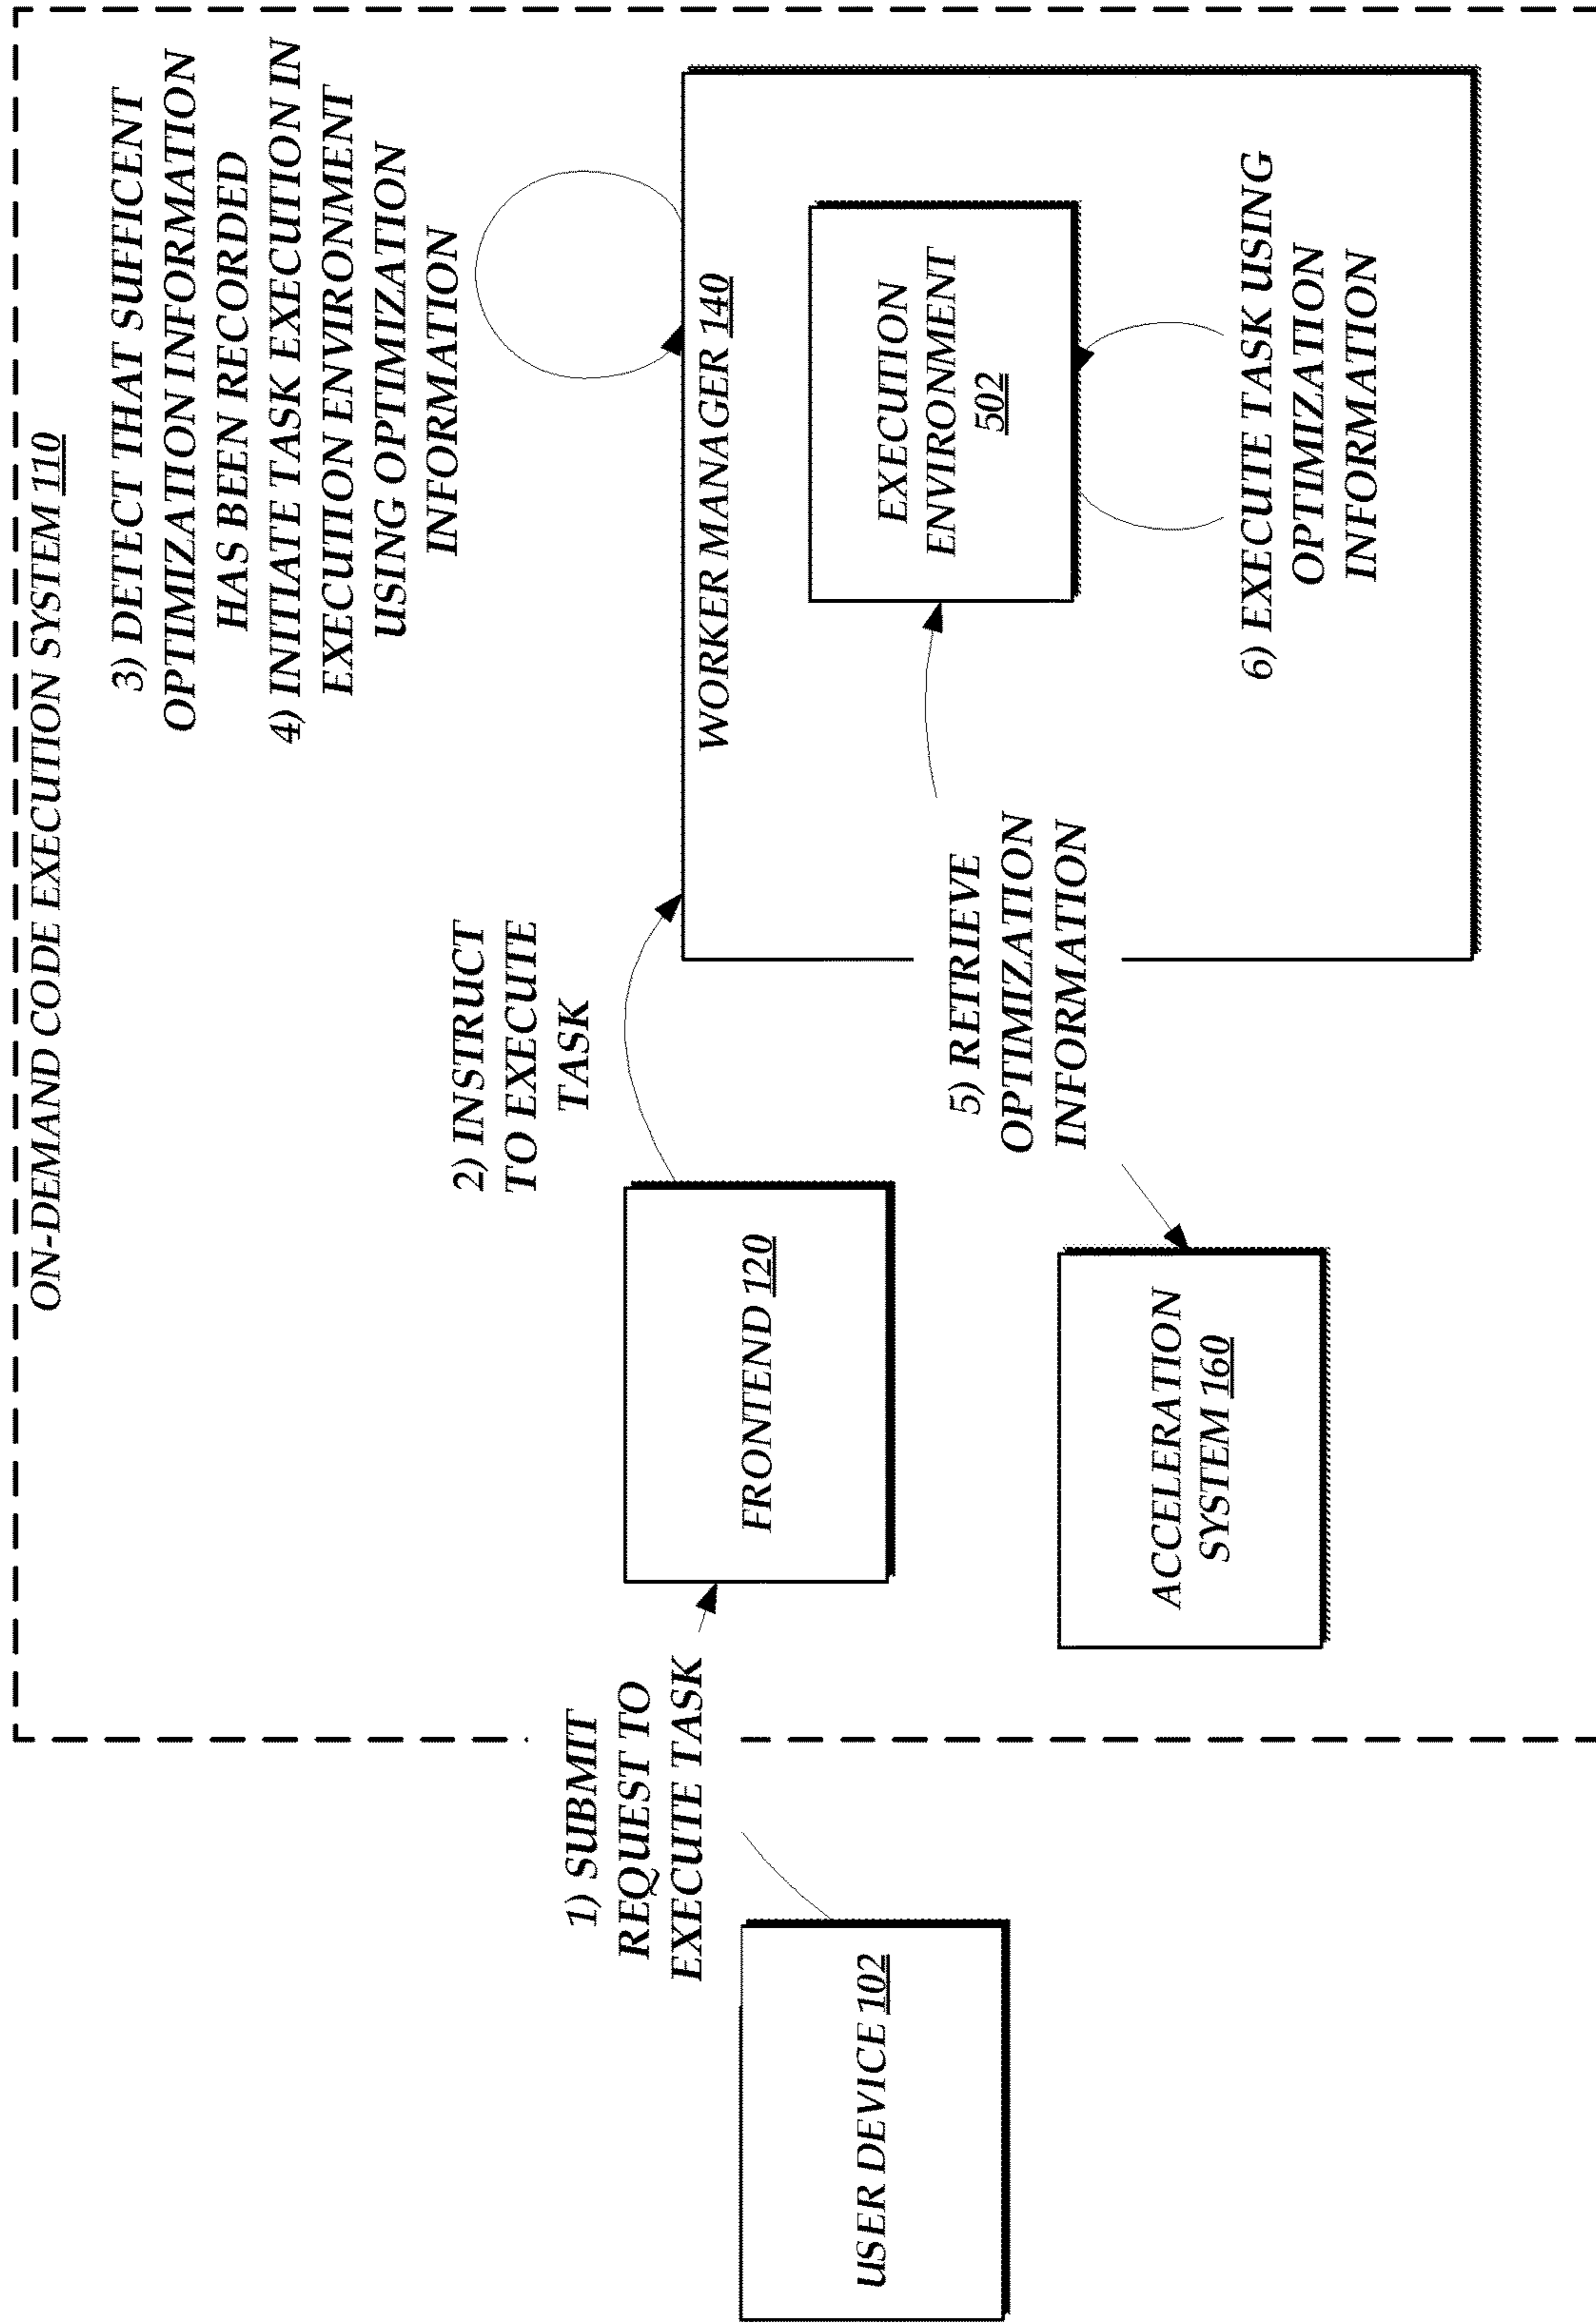 ON-DEMAND CODE EXECUTION SYSTEM 110
3) DETECT THAT SUFFICENT
OPTIMIZATION INFORMATION
HAS BEEN RECORDED
4) INITIATE TASK EXECUTION IN
EXECUTION ENVIRONMENT
USING OPTIMIZATION
INFORMATION
2) INSTRUCT
TO EXECUTE
TASK
1) SUBMIT
REQUEST TO
EXECUTE TASK
USER DEVICE 102
FRONTEND 120
WORKER MANAGER 140
EXECUTION
ENVIRONMENT
502
5) RETRIEVE
OPTIMIZATION
INFORMATION
ACCELERATION
SYSTEM 160
6) EXECUTE TASK USING
OPTIMIZATION
INFORMATION